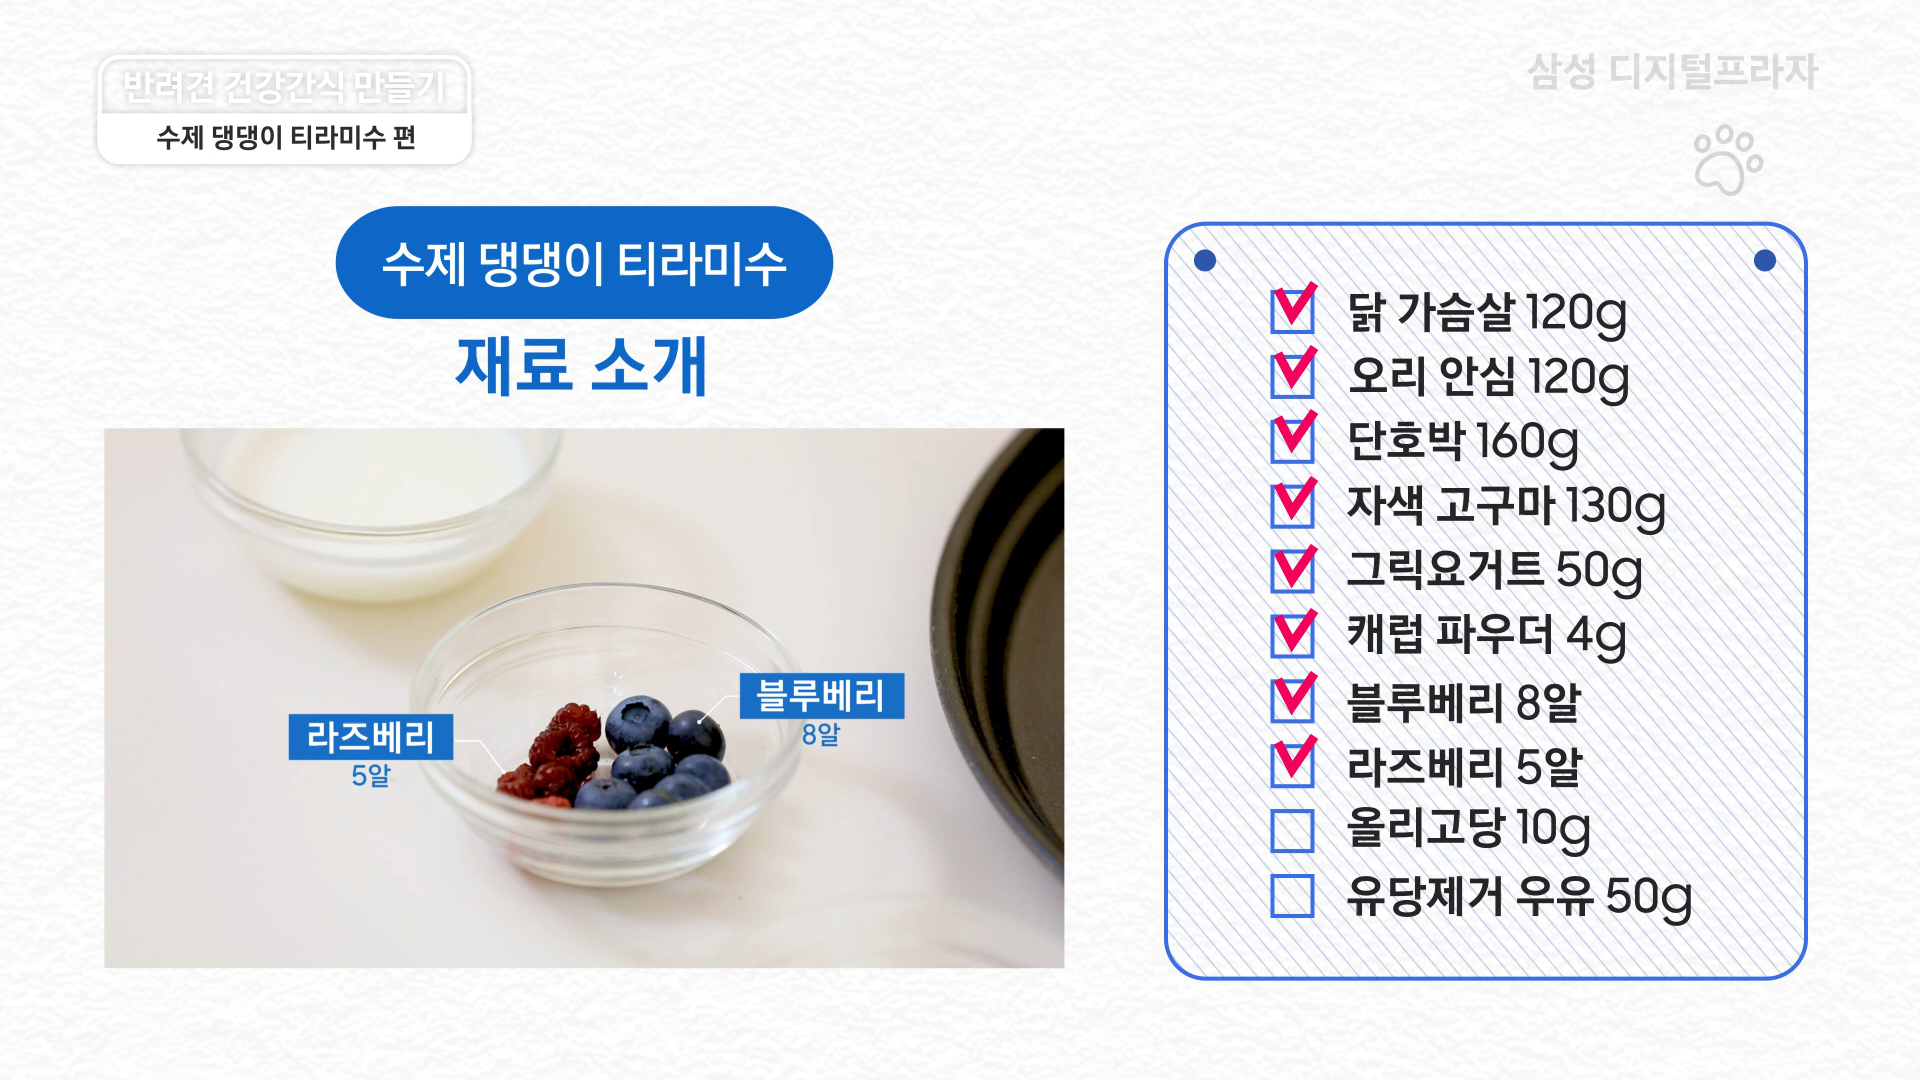 반려견 건강간식 만들기
수제 댕댕이 티라미수 편
삼성 디지털프라자
수제 댕댕이 티라미수
재료 소개
라즈베리
5알
블루베리
8알
닭 가슴살 120g
오리 안심 120g
단호박 160g
자색 고구마 130g
그릭요거트 50g
캐럽 파우더 4g
블루베리 8알
라즈베리 5알
올리고당 10g
유당제거 우유 50g